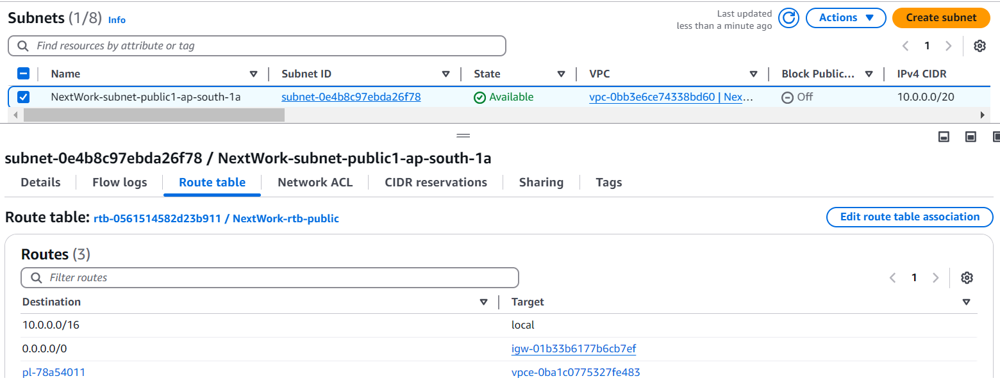 Subnets (1/8) Info
Last updated
less than a minute ago
Actions
Create subnet
Find resources by attribute or tag
1
Name Subnet ID State VPC Block Public... IPv4 CIDR
NextWork-subnet-public1-ap-south-1a subnet-0e4b8c97ebda26f78 Available vpc-0bb3e6ce74338bd60 | Nex... Off 10.0.0.0/20
subnet-0e4b8c97ebda26f78 / NextWork-subnet-public1-ap-south-1a
Details Flow logs Route table Network ACL CIDR reservations Sharing Tags
Route table: rtb-0561514582d23b911 / NextWork-rtb-public
Edit route table association
Routes (3)
Filter routes
1
Destination Target
10.0.0.0/16 local
0.0.0.0/0 igw-01b33b6177b6cb7ef
pl-78a54011 vpce-0ba1c0775327fe483